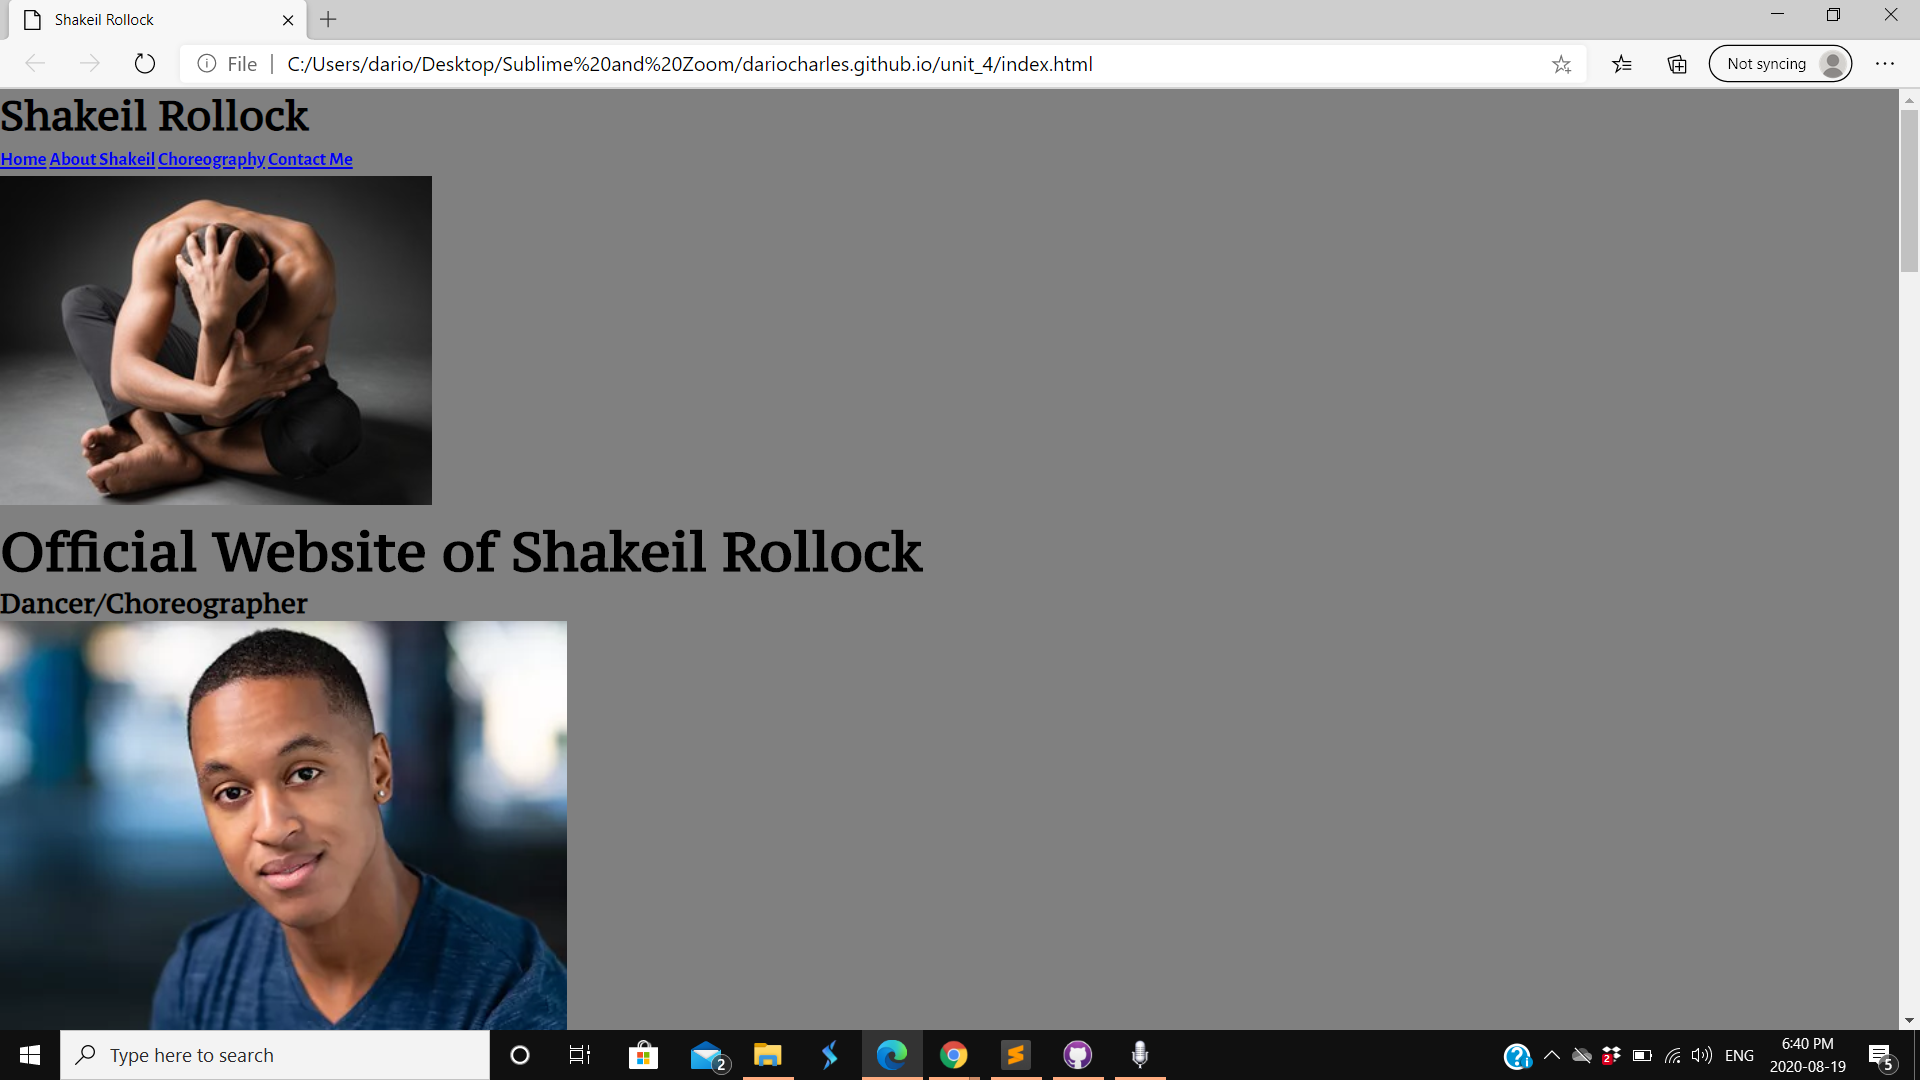 Shakeil Rollock
File | C:/Users/dario/Desktop/Sublime%20and%20Zoom/dariocharles.github.io/unit_4/index.html
Not syncing
Shakeil Rollock
Home About Shakeil Choreography Contact Me
Official Website of Shakeil Rollock
Dancer/Choreographer
Type here to search
2
2
ENG
6:40 PM
2020-08-19
5